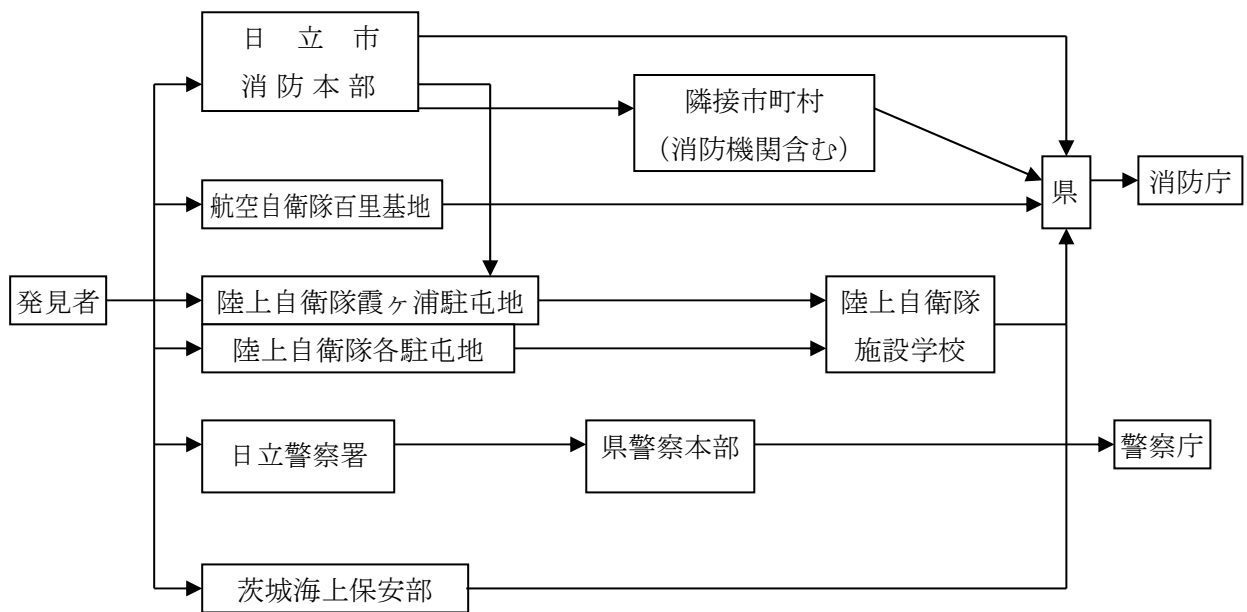 日 立 市
消 防 本 部
隣接市町村
（消防機関含む）
県
消防庁
航空自衛隊百里基地
発見者
陸上自衛隊霞ヶ浦駐屯地
陸上自衛隊各駐屯地
陸上自衛隊
施設学校
日立警察署
県警察本部
警察庁
茨城海上保安部